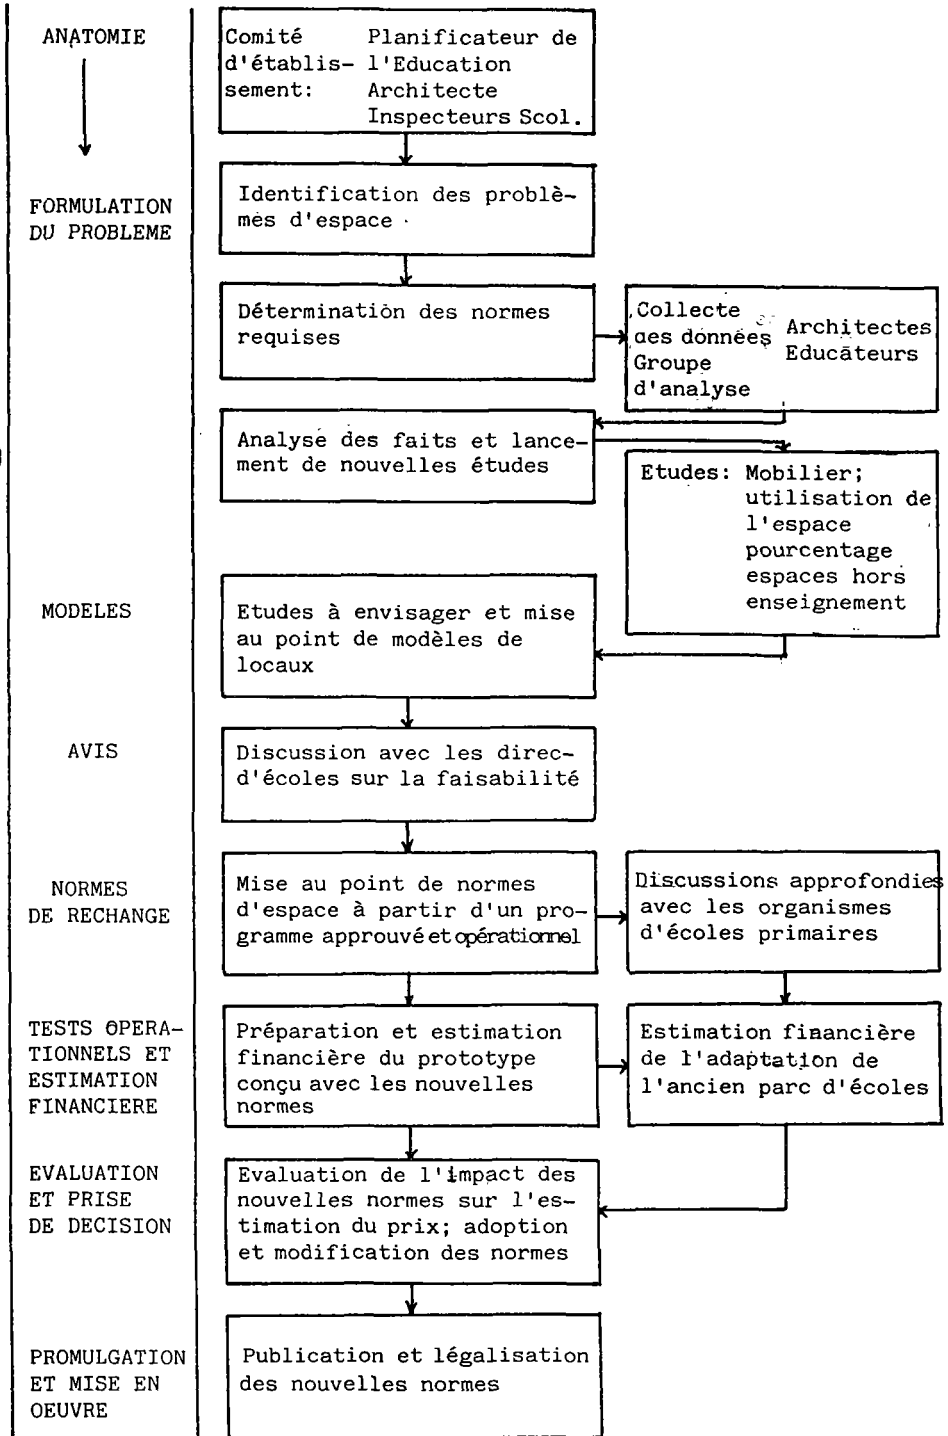 ANATOMIE
Comité Planificateur de
d'établis- l'Education
sement: Architecte
Inspecteurs Scol.
FORMULATION
DU PROBLEME
Identification des problè-
mes d'espace
Détermination des normes
requises
Collecte
des données
Groupe
d'analyse
Architectes
Educateurs
Analyse des faits et lance-
ment de nouvelles études
Etudes: Mobilier;
utilisation de
l'espace
pourcentage
espaces hors
enseignement
MODELES
Etudes à envisager et mise
au point de modèles de
locaux
AVIS
Discussion avec les direc-
d'écoles sur la faisabilité
NORMES
DE RECHANGE
Mise au point de normes
d'espace à partir d'un pro-
gramme approuvé et opérationnel
Discussions approfondies
avec les organismes
d'écoles primaires
TESTS OPERA-
TIONNELS ET
ESTIMATION
FINANCIERE
Préparation et estimation
financière du prototype
conçu avec les nouvelles
normes
Estimation financière
de l'adaptation de
l'ancien parc d'écoles
EVALUATION
ET PRISE
DE DECISION
Evaluation de l'impact des
nouvelles normes sur l'es-
timation du prix; adoption
et modification des normes
PROMULGATION
ET MISE EN
OEUVRE
Publication et légalisation
des nouvelles normes